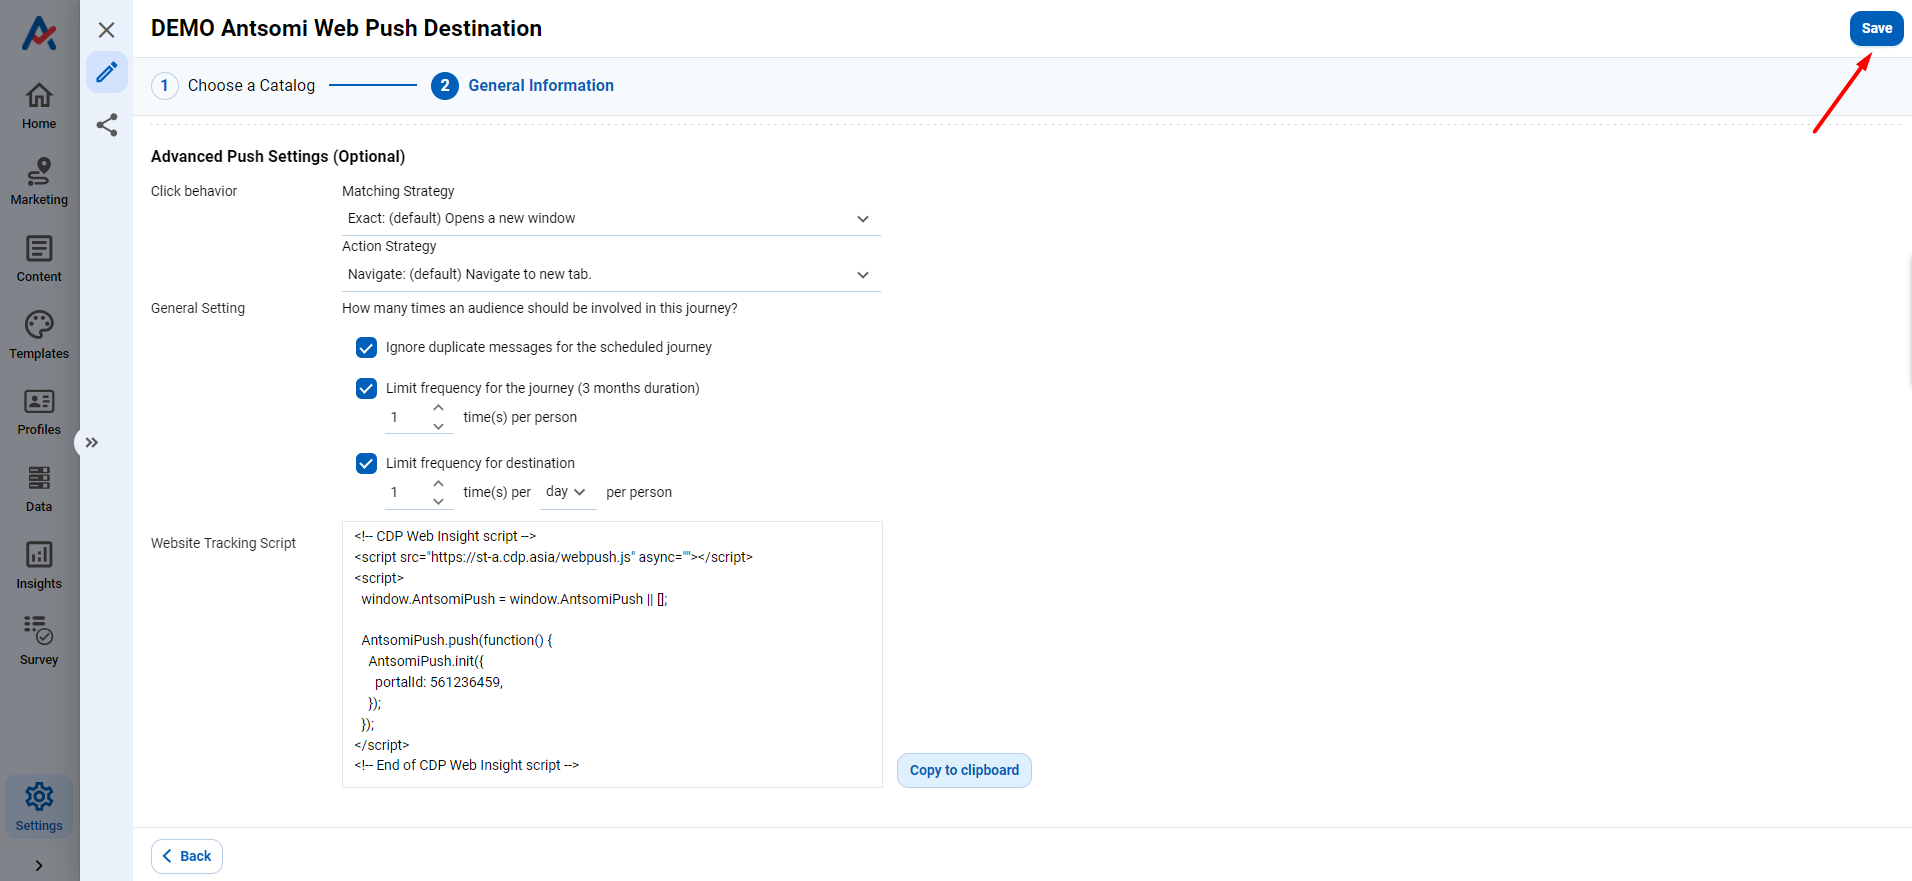 DEMO Antsomi Web Push Destination
Save
1 Choose a Catalog
2 General Information
Home
Marketing
Content
Templates
Profiles
Data
Insights
Survey
Settings
Advanced Push Settings (Optional)
Click behavior
Matching Strategy
Exact: (default) Opens a new window
Action Strategy
Navigate: (default) Navigate to new tab.
General Setting
How many times an audience should be involved in this journey?
Ignore duplicate messages for the scheduled journey
Limit frequency for the journey (3 months duration)
1 time(s) per person
Limit frequency for destination
1 time(s) per day per person
Website Tracking Script
<!-- CDP Web Insight script -->
<script src="https://st-a.cdp.asia/webpush.js" async=""></script>
<script>
window.AntsomiPush = window.AntsomiPush || [];
AntsomiPush.push(function() {
AntsomiPush.init({
portalId: 561236459,
});
});
</script>
<!-- End of CDP Web Insight script -->
Copy to clipboard
Back